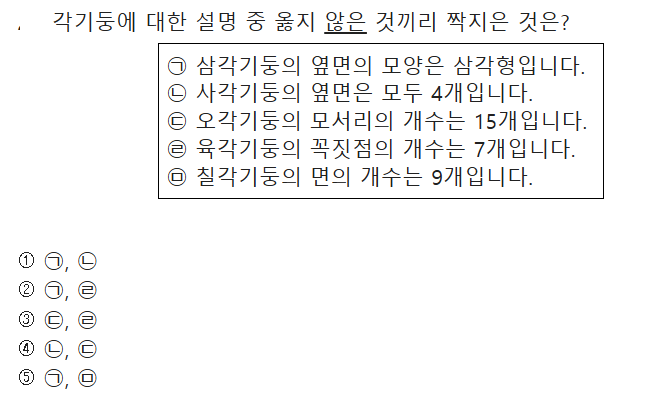 각기둥에 대한 설명 중 옳지 않은 것끼리 짝지은 것은?
㉠ 삼각기둥의 옆면의 모양은 삼각형입니다.
㉡ 사각기둥의 옆면은 모두 4개입니다.
㉢ 오각기둥의 모서리의 개수는 15개입니다.
㉣ 육각기둥의 꼭짓점의 개수는 7개입니다.
㉤ 칠각기둥의 면의 개수는 9개입니다.
① ㉠, ㉡
② ㉠, ㉣
③ ㉢, ㉣
④ ㉡, ㉢
⑤ ㉠, ㉤